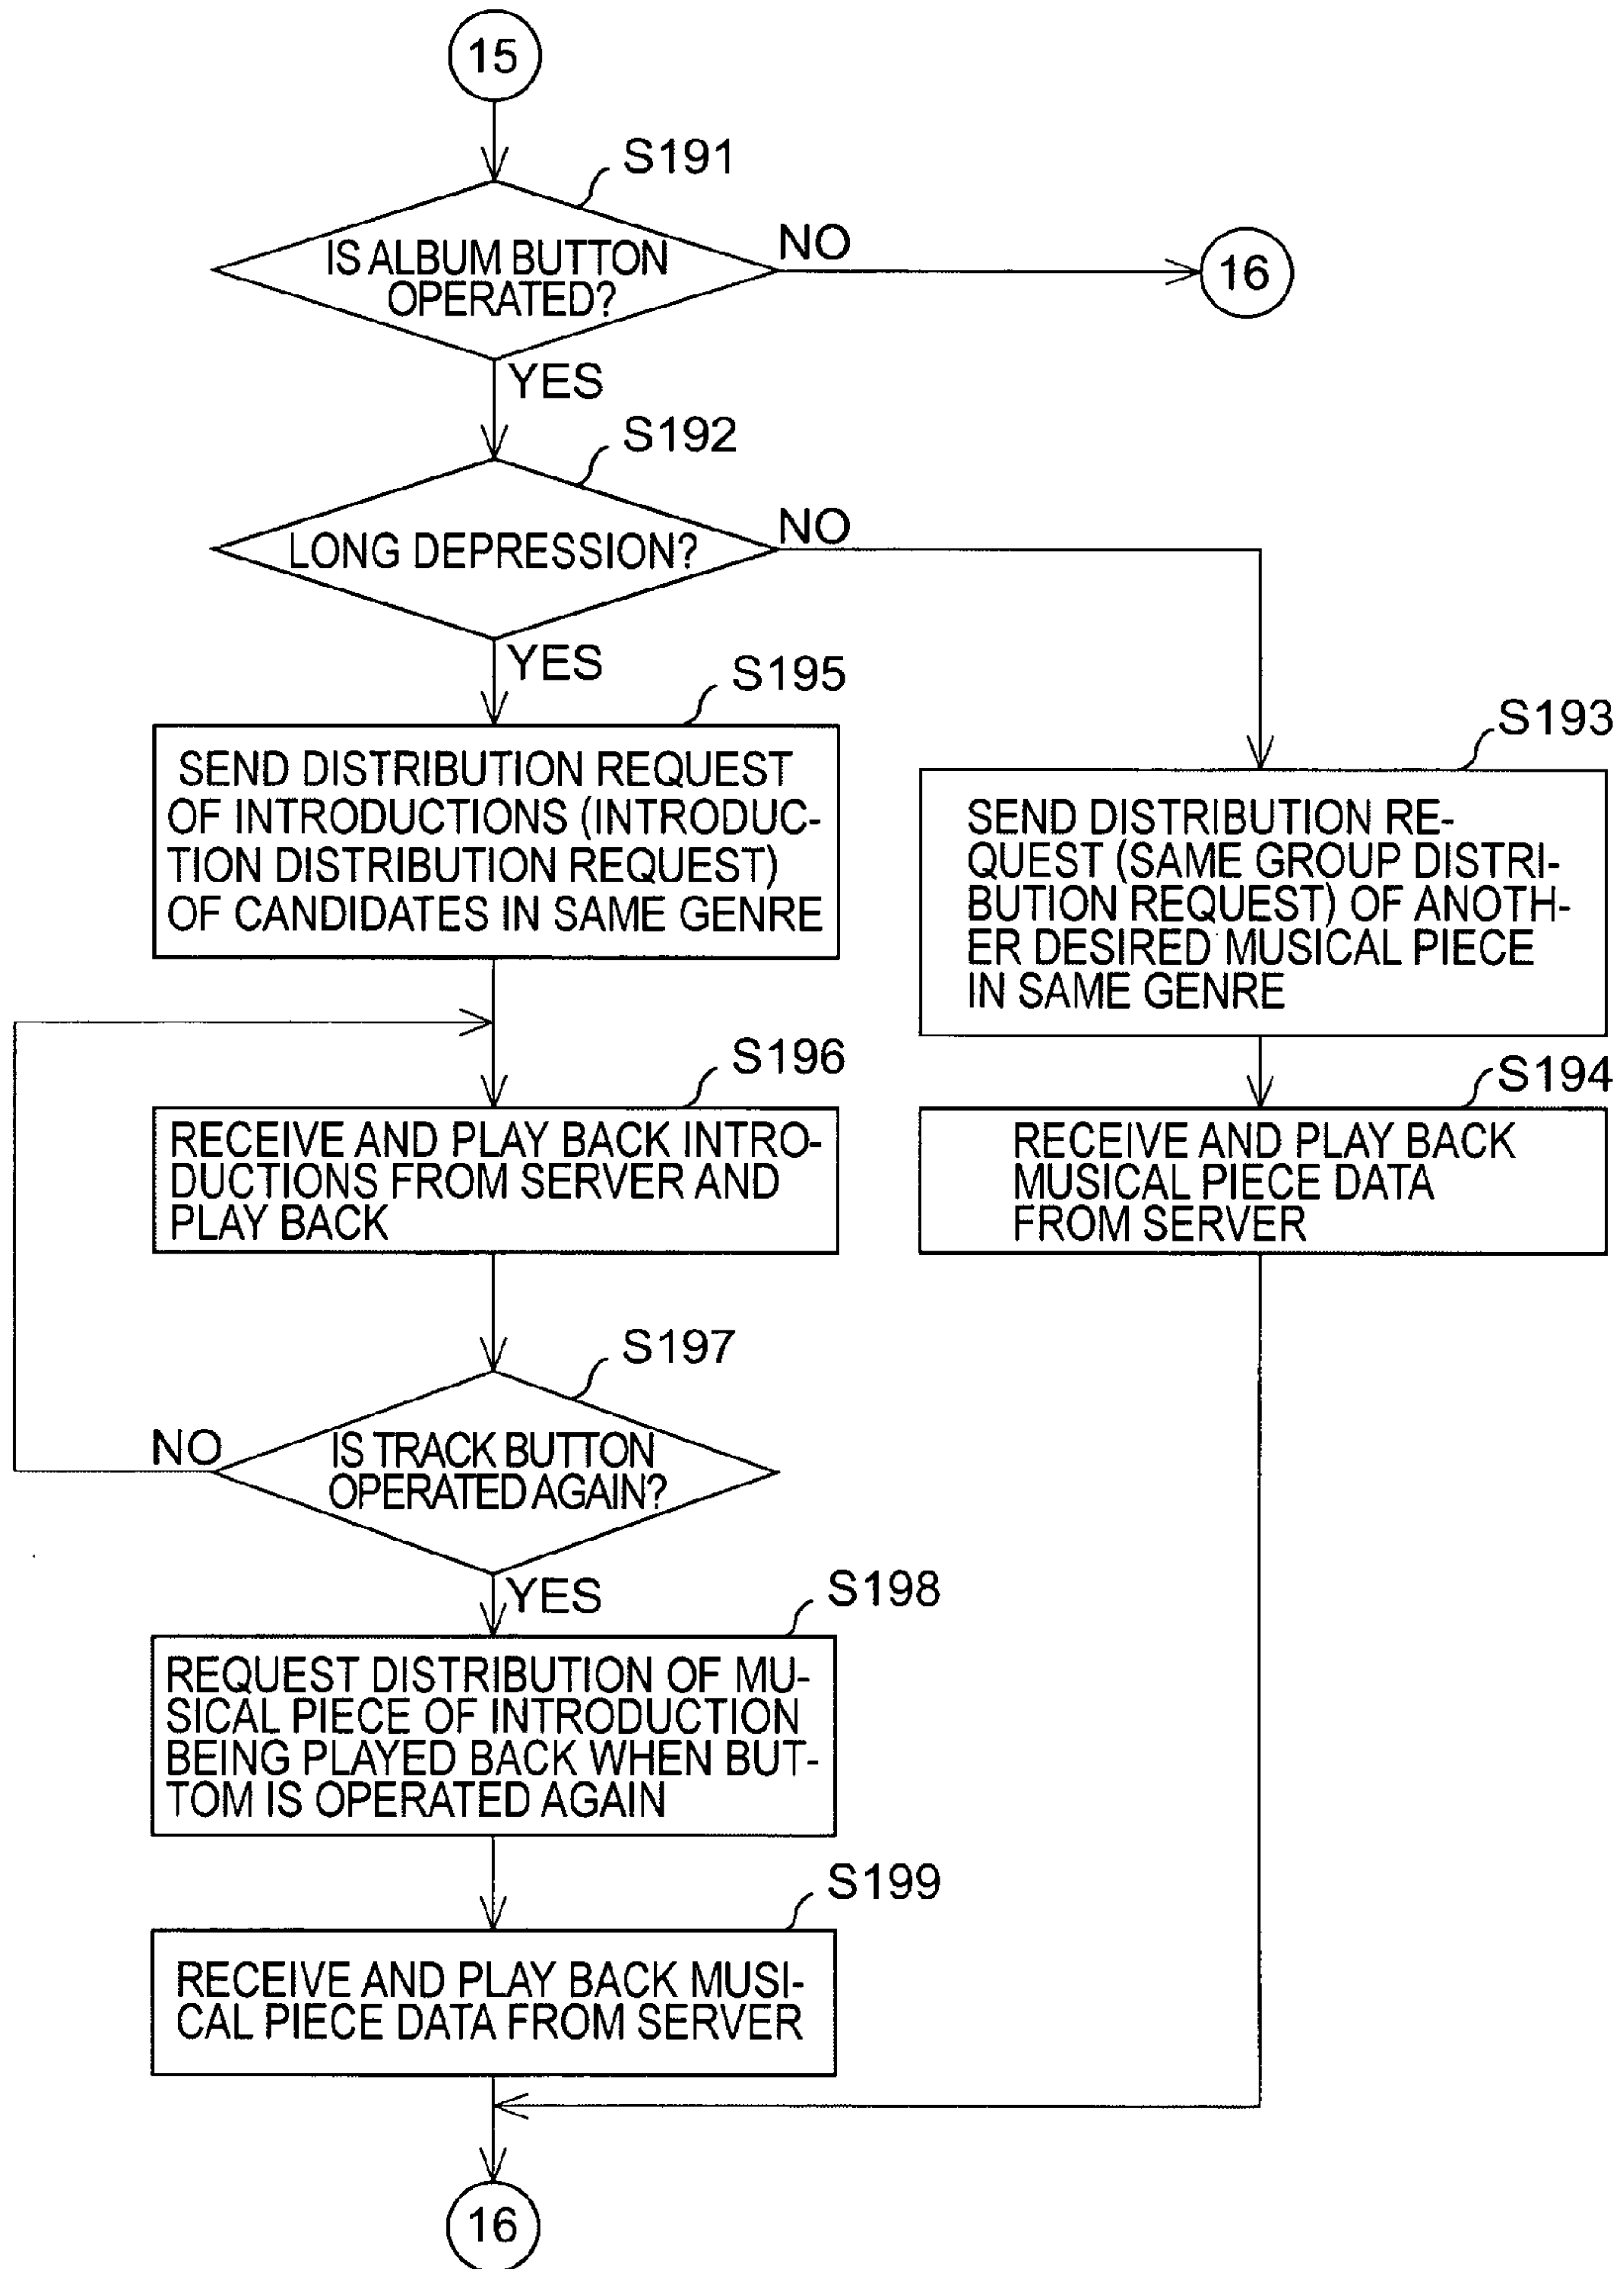 15
S191
IS ALBUM BUTTON
OPERATED?
NO
16
YES
S192
LONG DEPRESSION?
NO
YES
S195
SEND DISTRIBUTION REQUEST
OF INTRODUCTIONS (INTRODUC-
TION DISTRIBUTION REQUEST)
OF CANDIDATES IN SAME GENRE
S193
SEND DISTRIBUTION RE-
QUEST (SAME GROUP DISTRI-
BUTION REQUEST) OF ANOTH-
ER DESIRED MUSICAL PIECE
IN SAME GENRE
S196
RECEIVE AND PLAY BACK INTRO-
DUCTIONS FROM SERVER AND
PLAY BACK
S194
RECEIVE AND PLAY BACK
MUSICAL PIECE DATA
FROM SERVER
S197
IS TRACK BUTTON
OPERATED AGAIN?
NO
YES
S198
REQUEST DISTRIBUTION OF MU-
SICAL PIECE OF INTRODUCTION
BEING PLAYED BACK WHEN BUT-
TOM IS OPERATED AGAIN
S199
RECEIVE AND PLAY BACK MUSI-
CAL PIECE DATA FROM SERVER
16